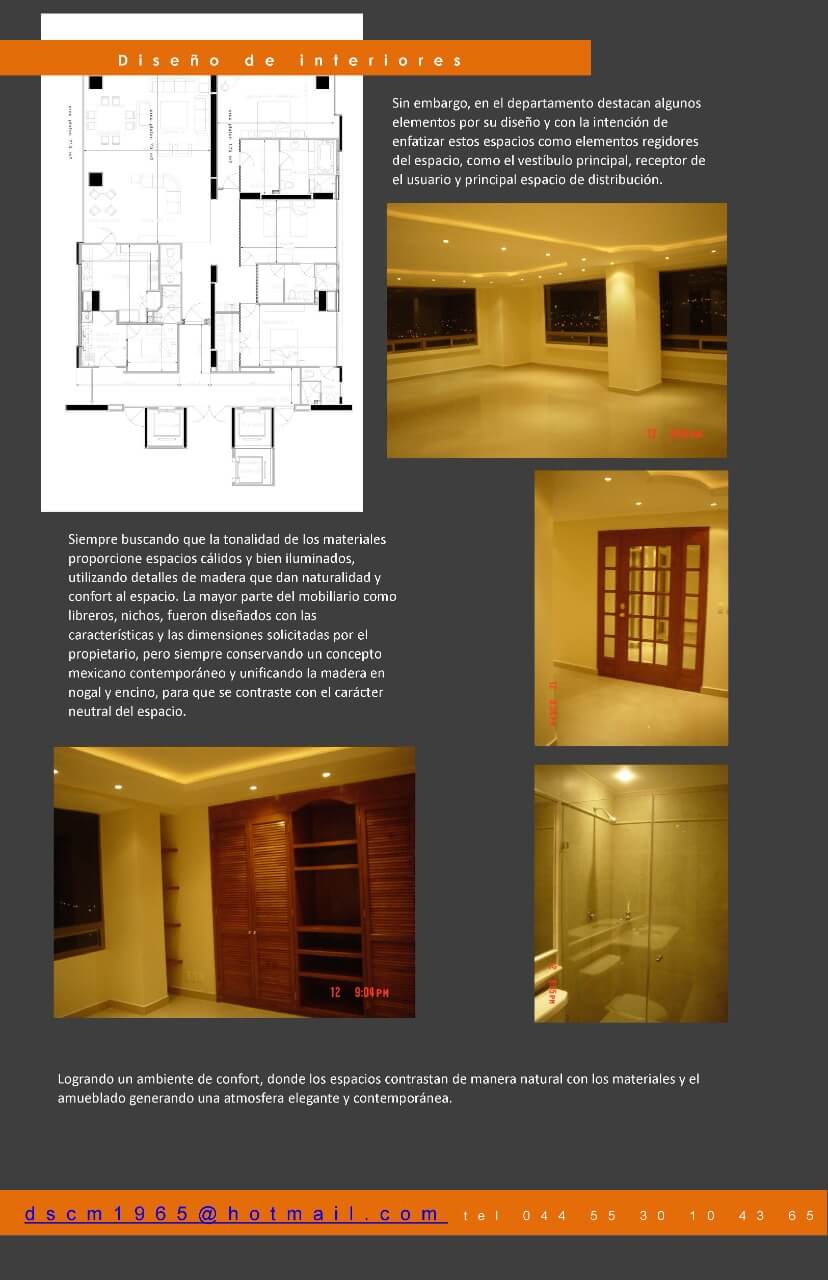 Diseño de interiores
Sin embargo, en el departamento destacan algunos
elementos por su diseño y con la intención de
enfatizar estos espacios como elementos regidores
del espacio, como el vestíbulo principal, receptor de
el usuario y principal espacio de distribución.
Siempre buscando que la tonalidad de los materiales
proporcione espacios cálidos y bien iluminados,
utilizando detalles de madera que dan naturalidad y
confort al espacio. La mayor parte del mobiliario como
libreros, nichos, fueron diseñados con las
características y las dimensiones solicitadas por el
propietario, pero siempre conservando un concepto
mexicano contemporáneo y unificando la madera en
nogal y encino, para que se contraste con el carácter
neutral del espacio.
12 9:04PM
Logrando un ambiente de confort, donde los espacios contrastan de manera natural con los materiales y el
amueblado generando una atmosfera elegante y contemporánea.
dscm1965@hotmail.com tel 044 55 30 10 43 65